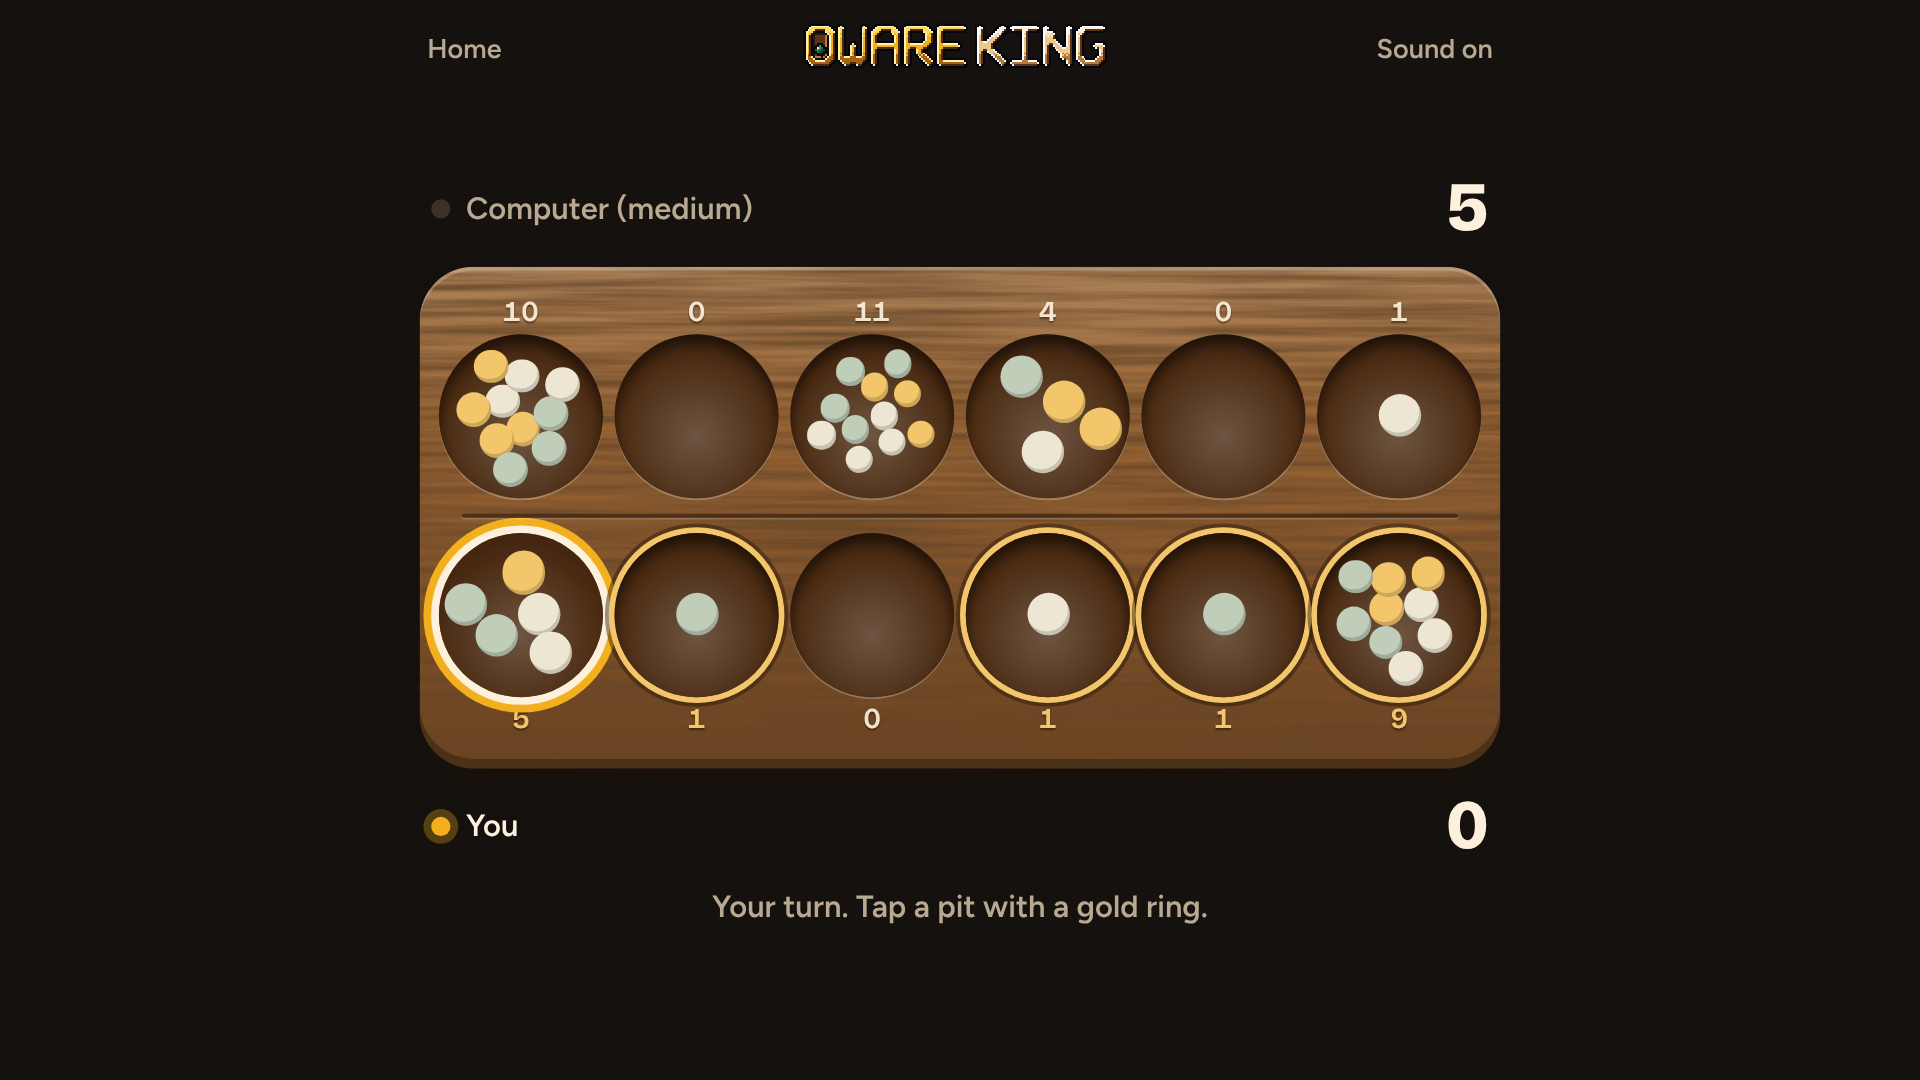 Home
OWARE KING
Sound on
Computer (medium)
5
10 0 11 4 0 1
5 1 0 1 1 9
You
0
Your turn. Tap a pit with a gold ring.